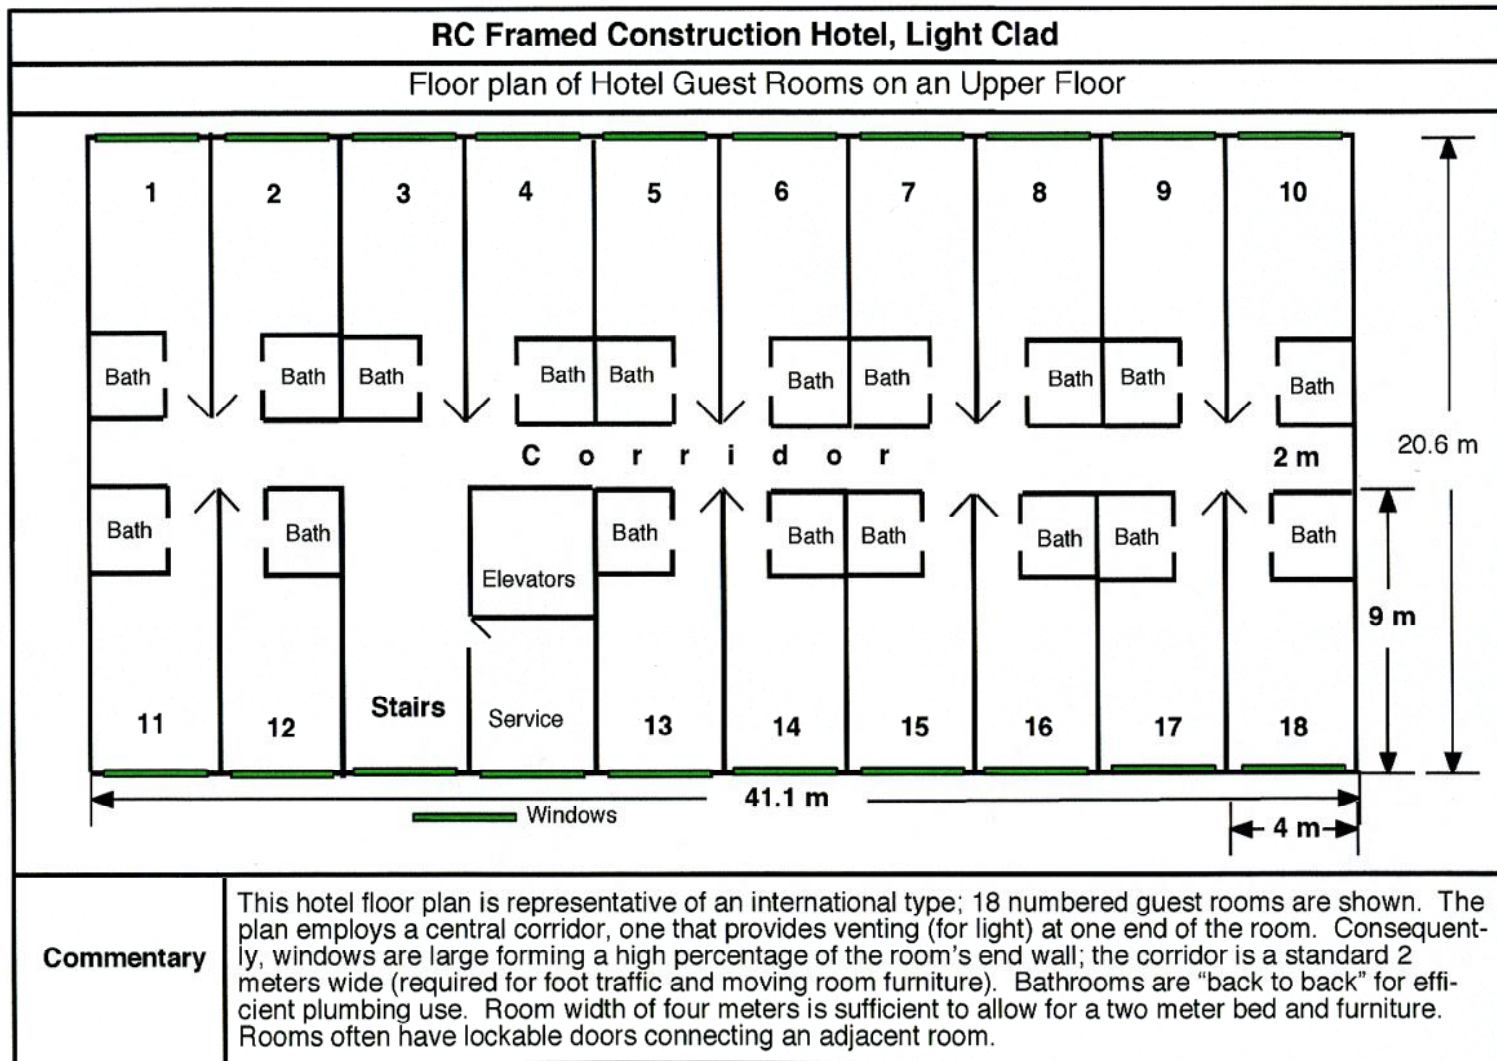 RC Framed Construction Hotel, Light Clad
Floor plan of Hotel Guest Rooms on an Upper Floor
1 2 3 4 5 6 7 8 9 10
Bath Bath Bath Bath Bath Bath Bath Bath Bath Bath
Corridor 2 m
20.6 m
Bath Bath Bath Bath Bath Bath Bath Bath
Elevators
9 m
11 12 Stairs Service 13 14 15 16 17 18
41.1 m
Windows
4 m
Commentary
This hotel floor plan is representative of an international type; 18 numbered guest rooms are shown. The
plan employs a central corridor, one that provides venting (for light) at one end of the room. Consequent-
ly, windows are large forming a high percentage of the room's end wall; the corridor is a standard 2
meters wide (required for foot traffic and moving room furniture). Bathrooms are “back to back” for effi-
cient plumbing use. Room width of four meters is sufficient to allow for a two meter bed and furniture.
Rooms often have lockable doors connecting an adjacent room.